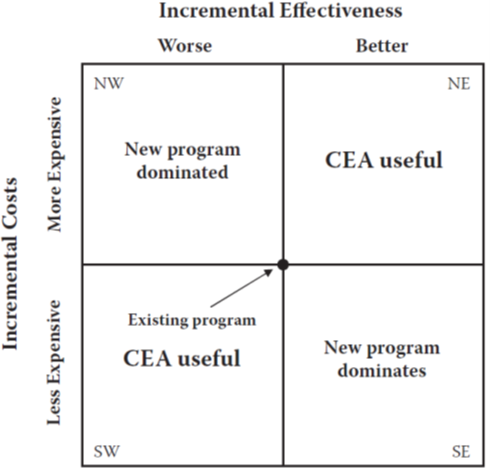 Incremental Effectiveness
Worse
Better
Incremental Costs
More Expensive
Less Expensive
NW
New program
dominated
NE
CEA useful
Existing program
CEA useful
SW
New program
dominates
SE